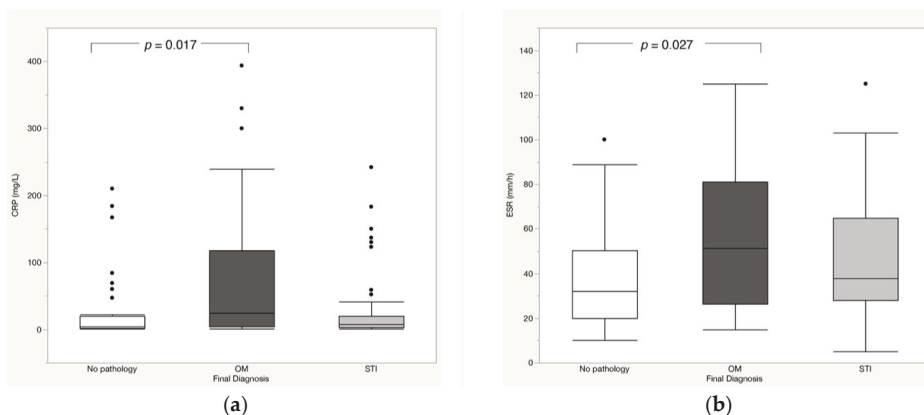 p = 0.017
400
300
200
100
0
CRP (mg/L)
No pathology OM STI
Final Diagnosis
(a)
p = 0.027
140
120
100
80
60
40
20
0
ESR (mm/h)
No pathology OM STI
Final Diagnosis
(b)